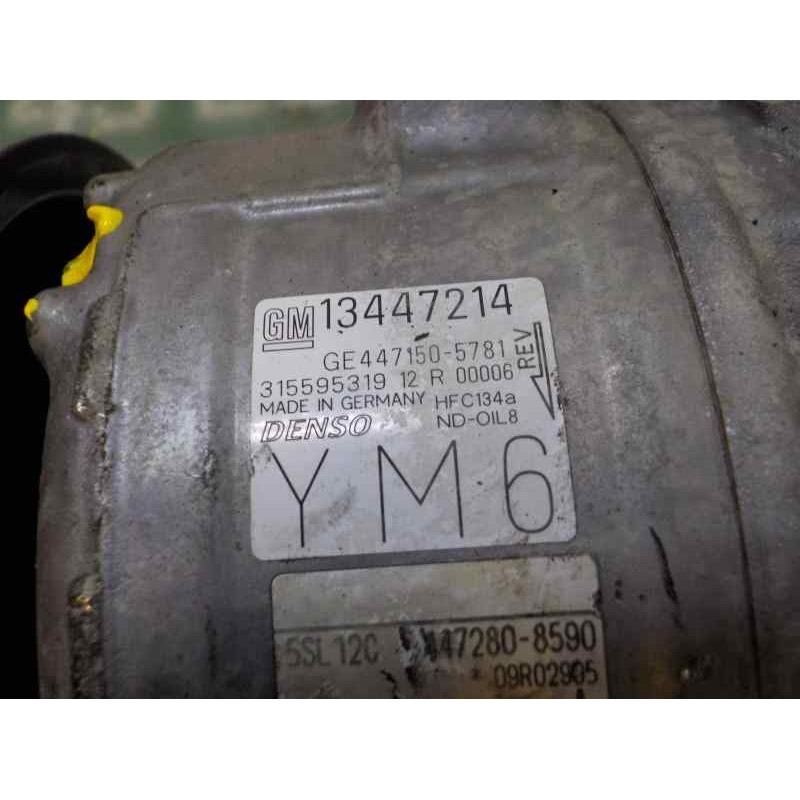 GM 13447214
GE447150-5781
REV
315595319 12 R 00006
MADE IN GERMANY HFC134a
DENSO ND-OIL8
YM6
5SL12C 447280-8590
09R02905